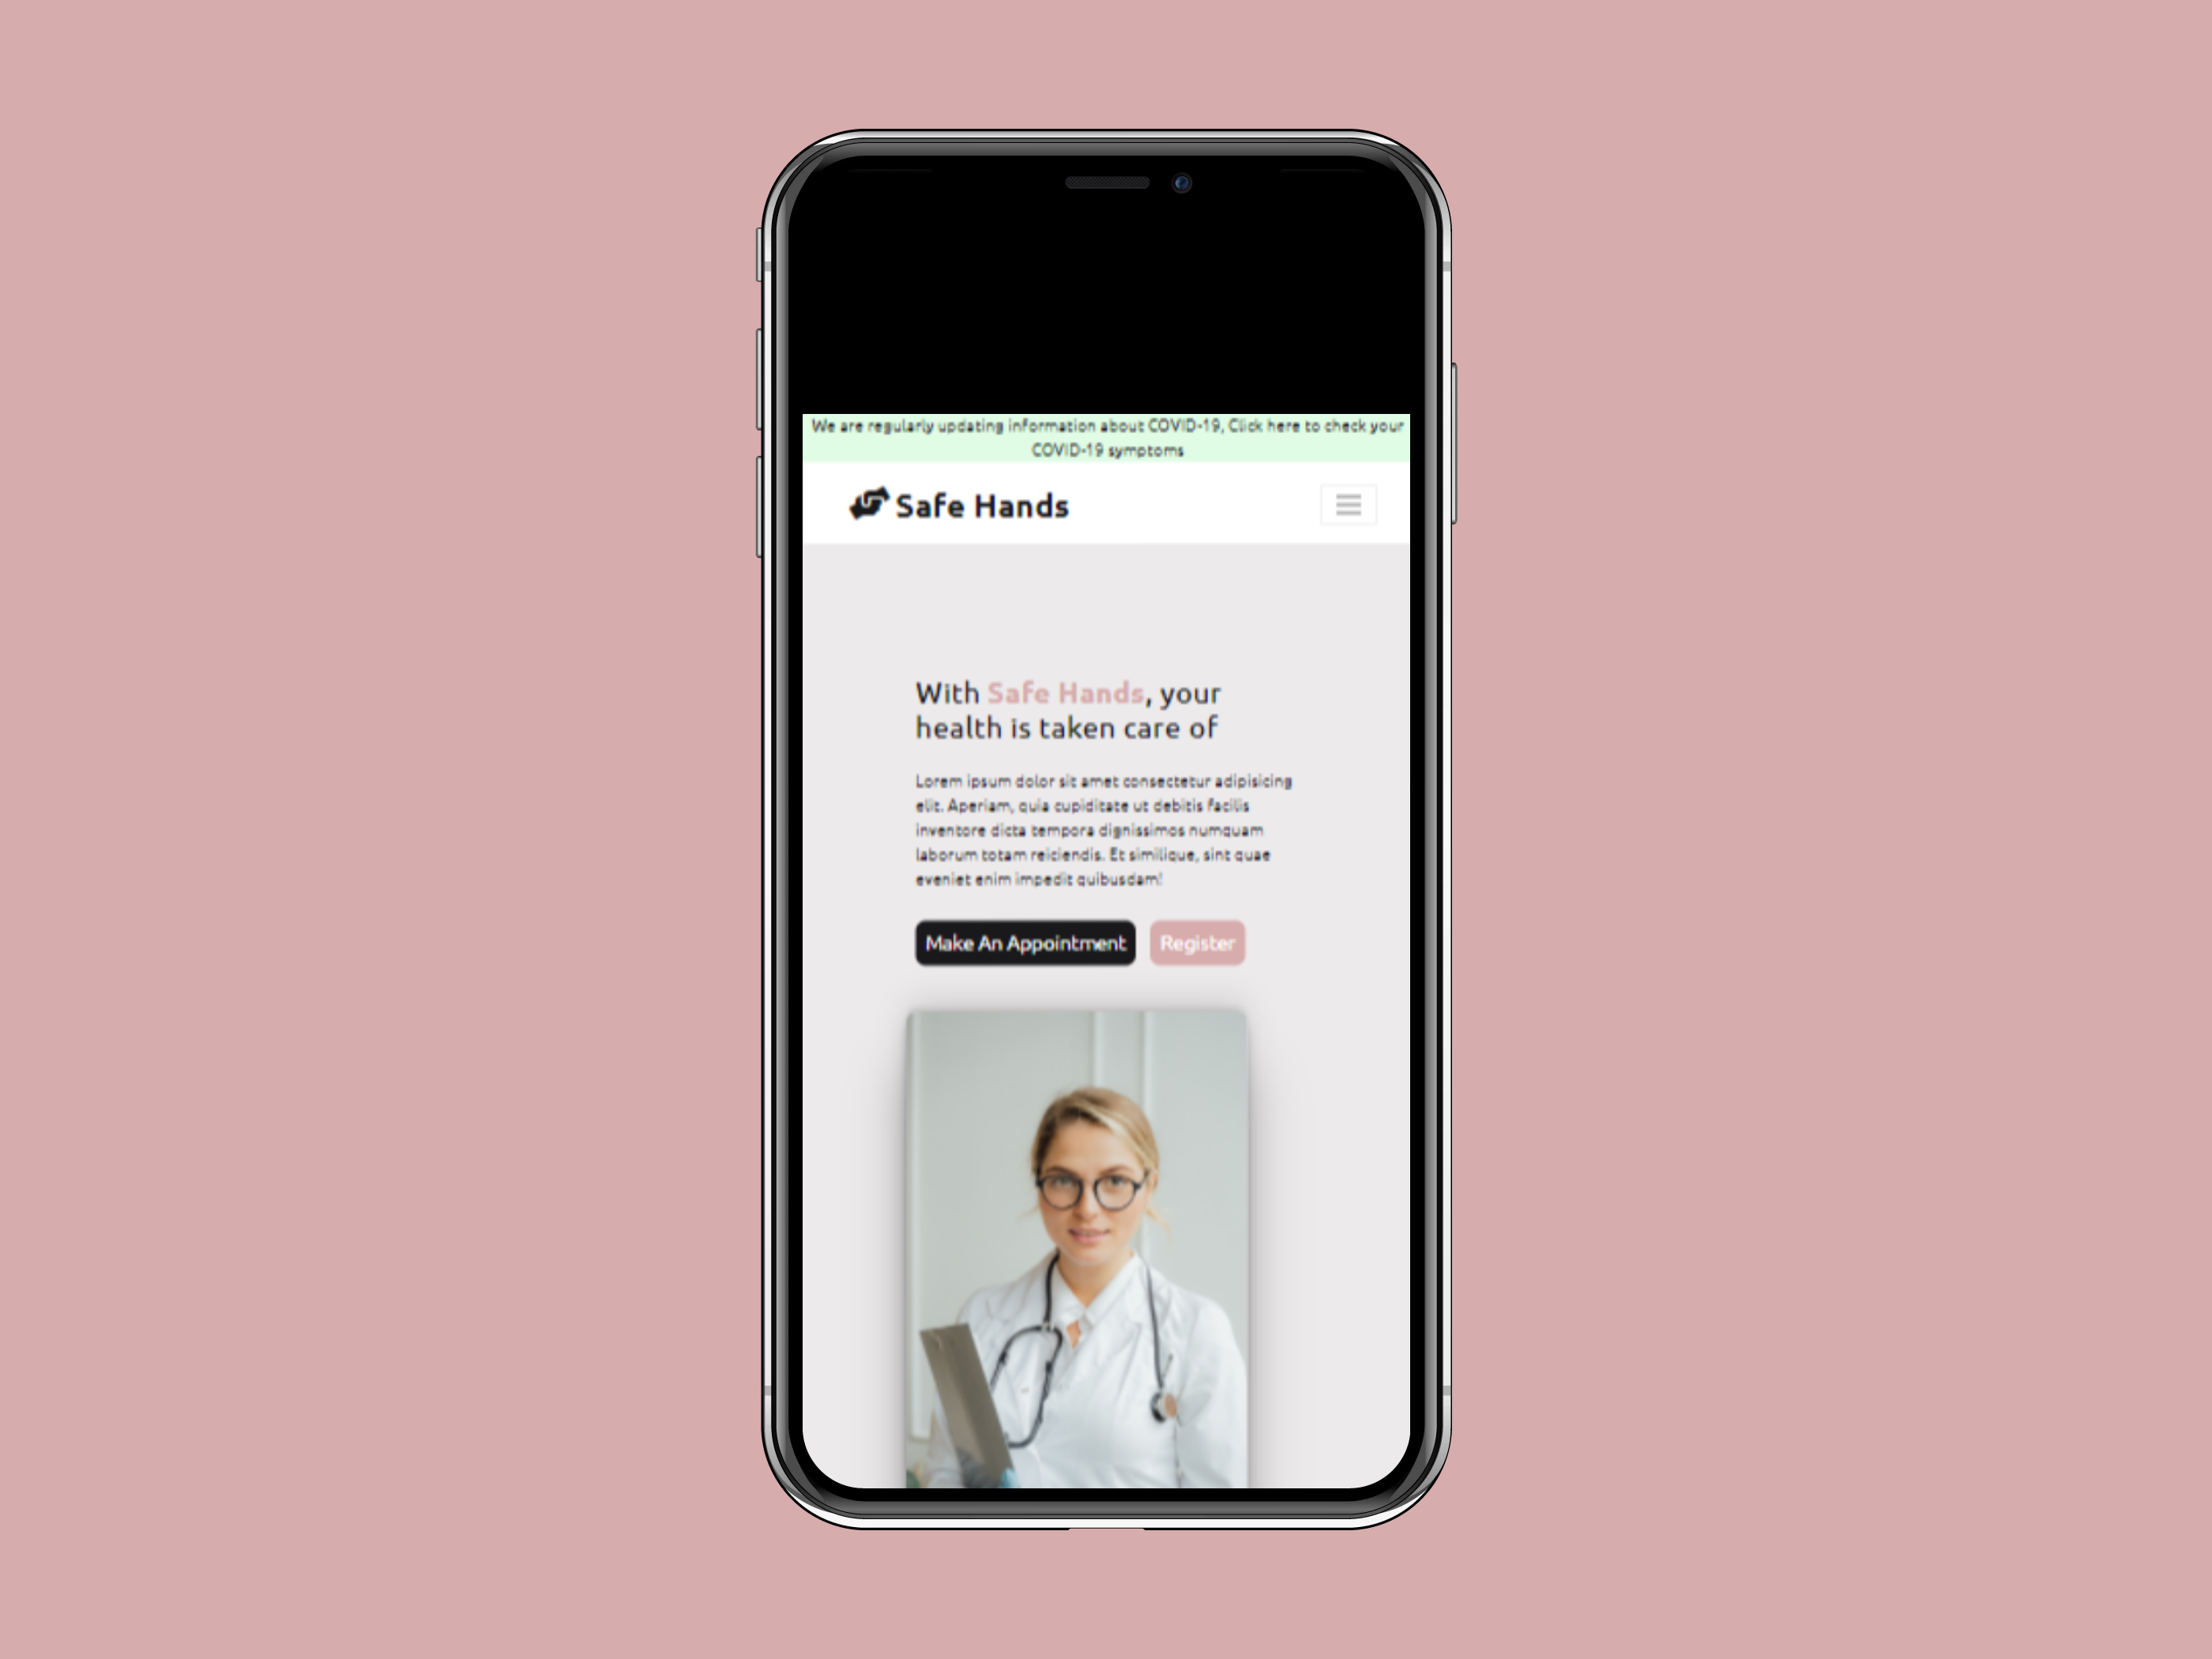 We are regularly updating information about COVID-19, Click here to check your
COVID-19 symptoms
Safe Hands
With Safe Hands, your
health is taken care of
Lorem ipsum dolor sit amet consectetur adipisicing
elit. Aperiam, quia cupiditate ut debitis facilis
inventore dicta tempora dignissimos numquam
laborum totam reiciendis. Et similique, sint quae
eveniet enim impedit quibusdam!
Make An Appointment Register